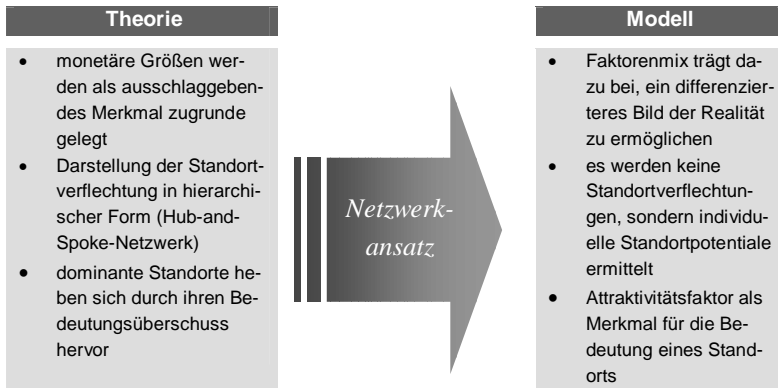 Theorie
• monetäre Größen wer-
den als ausschlaggeben-
des Merkmal zugrunde
gelegt
• Darstellung der Standort-
verflechtung in hierarchi-
scher Form (Hub-and-
Spoke-Netzwerk)
• dominante Standorte he-
ben sich durch ihren Be-
deutungsüberschuss
hervor
Netzwerk-
ansatz
Modell
• Faktorenmix trägt da-
zu bei, ein differenzier-
teres Bild der Realität
zu ermöglichen
• es werden keine
Standortverflechtun-
gen, sondern individu-
elle Standortpotentiale
ermittelt
• Attraktivitätsfaktor als
Merkmal für die Be-
deutung eines Stand-
orts